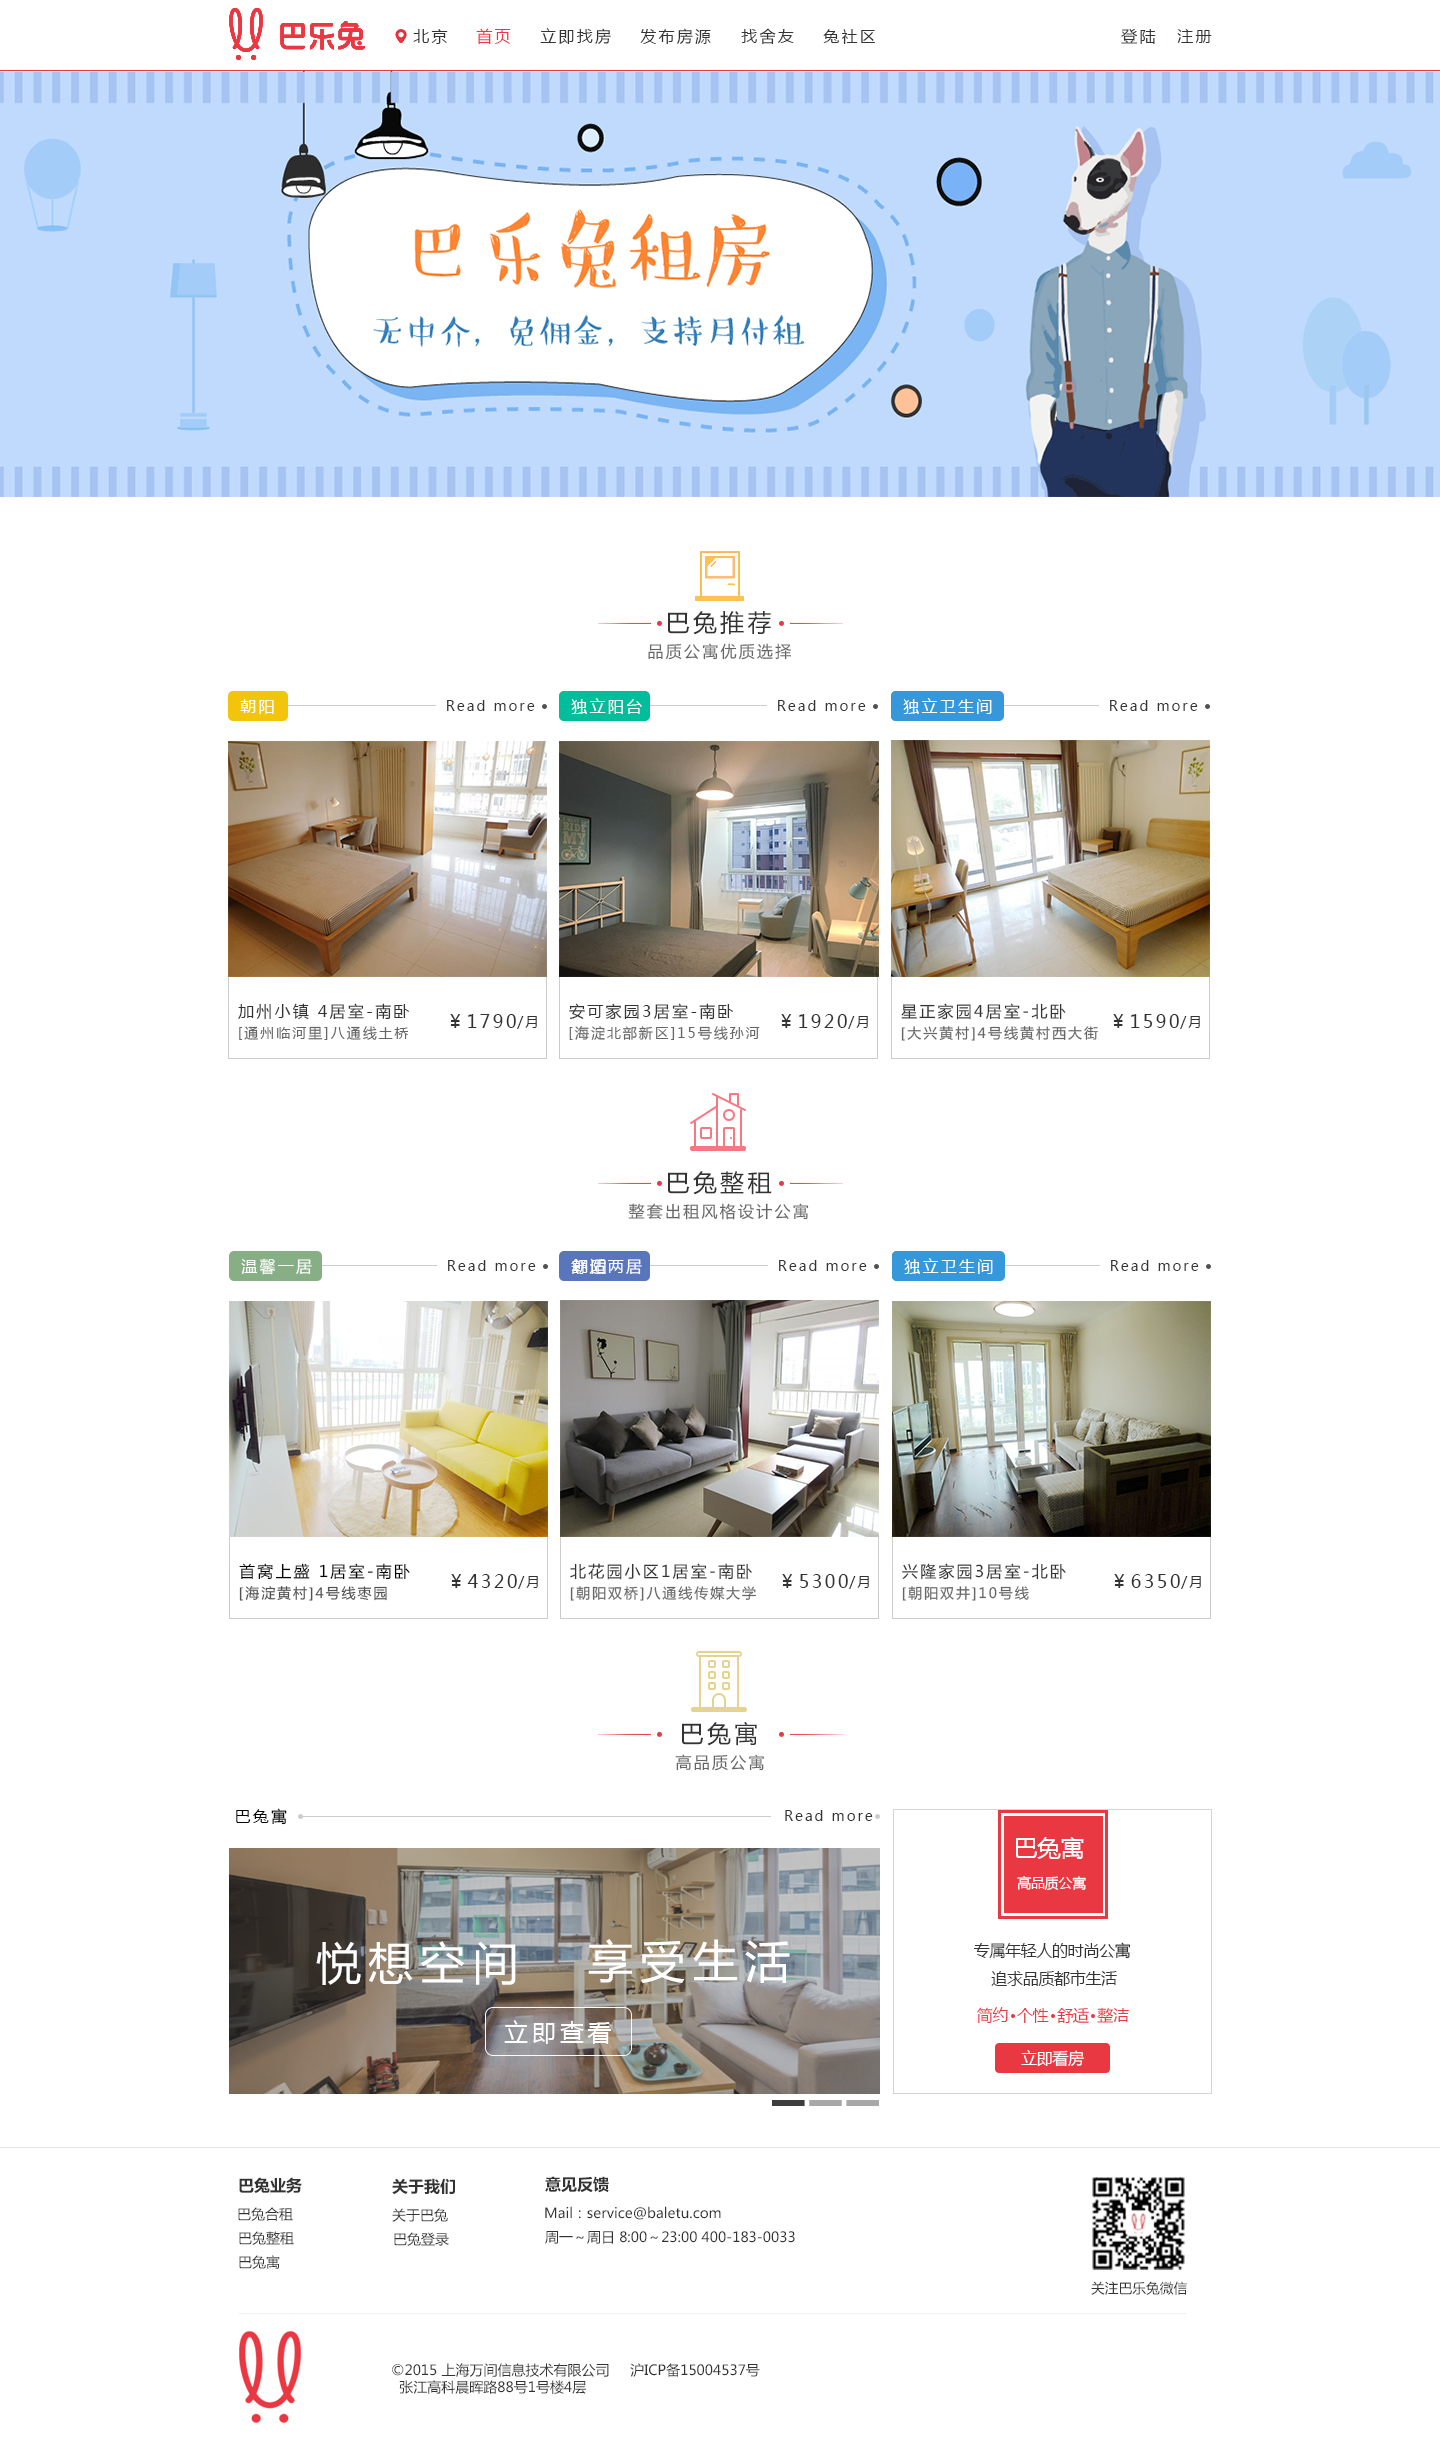 巴乐兔 北京 首页 立即找房 发布房源 找舍友 兔社区 登陆 注册
巴乐兔租房
无中介，免佣金，支持月付租
巴兔推荐
品质公寓优质选择
朝阳 Read more
独立阳台 Read more
独立卫生间 Read more
RIDE
MY
加州小镇 4居室-南卧
[通州临河里]八通线土桥
¥1790/月
安可家园3居室-南卧
[海淀北部新区]15号线孙河
¥1920/月
星正家园4居室-北卧
[大兴黄村]4号线黄村西大街
¥1590/月
巴兔整租
整套出租风格设计公寓
温馨一居 Read more
两居 Read more
独立卫生间 Read more
首窝上盛 1居室-南卧
[海淀黄村]4号线枣园
¥4320/月
北花园小区1居室-南卧
[朝阳双桥]八通线传媒大学
¥5300/月
兴隆家园3居室-北卧
[朝阳双井]10号线
¥6350/月
巴兔寓
高品质公寓
巴兔寓 Read more
悦想空间 享受生活
立即查看
巴兔寓
高品质公寓
专属年轻人的时尚公寓
追求品质都市生活
简约•个性•舒适•整洁
立即看房
巴兔业务
巴兔合租
巴兔整租
巴兔寓
关于我们
关于巴兔
巴兔登录
意见反馈
Mail : service@baletu.com
周一~周日 8:00~23:00 400-183-0033
关注巴乐兔微信
©2015 上海万间信息技术有限公司 沪ICP备15004537号
张江高科晨晖路88号1号楼4层